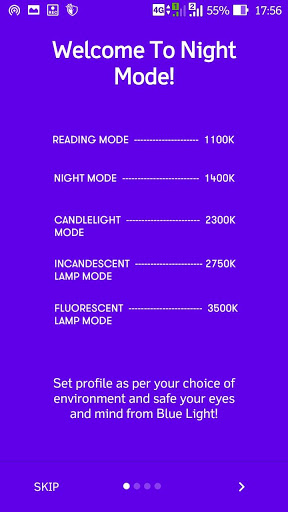 4G 1 2 55% 17:56
Welcome To Night
Mode!
READING MODE --------------------- 1100K
NIGHT MODE ------------------------- 1400K
CANDLELIGHT ------------------------ 2300K
MODE
INCANDESCENT ---------------------- 2750K
LAMP MODE
FLUORESCENT ------------------------ 3500K
LAMP MODE
Set profile as per your choice of
environment and safe your eyes
and mind from Blue Light!
SKIP